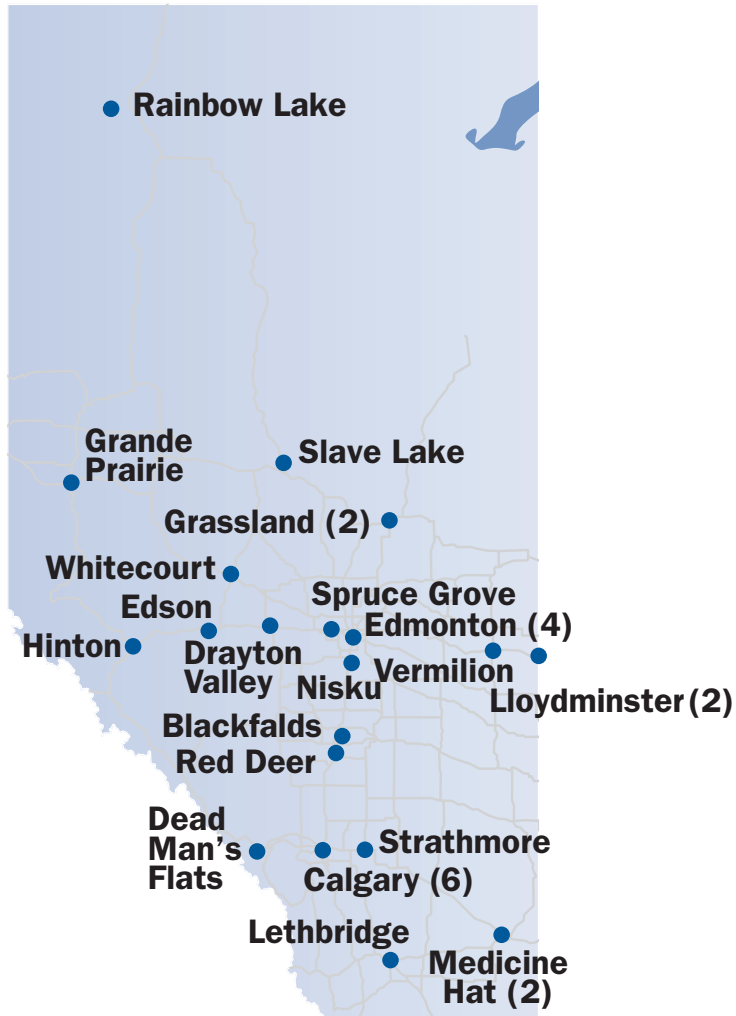 Rainbow Lake
Grande
Prairie
Slave Lake
Grassland (2)
Whitecourt
Spruce Grove
Edson
Edmonton (4)
Hinton
Drayton
Valley
Vermilion
Nisku
Lloydminster (2)
Blackfalds
Red Deer
Dead
Man's
Flats
Strathmore
Calgary (6)
Lethbridge
Medicine
Hat (2)